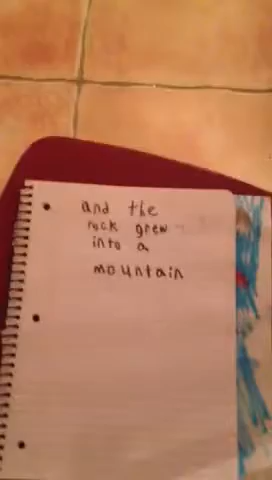 and the
rock grew
into a
mountain